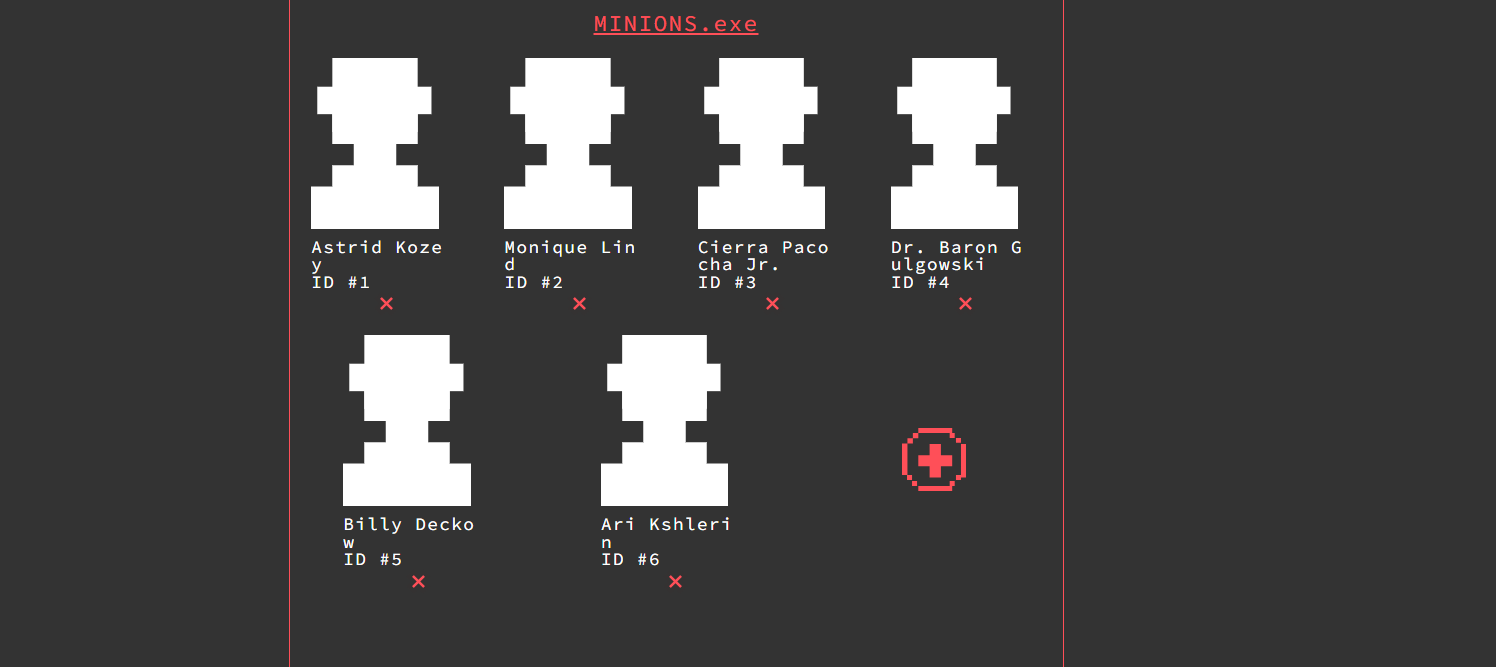 MINIONS.exe
Astrid Koze
y
ID #1
Monique Lin
d
ID #2
Cierra Paco
cha Jr.
ID #3
Dr. Baron G
ulgowski
ID #4
Billy Decko
w
ID #5
Ari Kshleri
n
ID #6